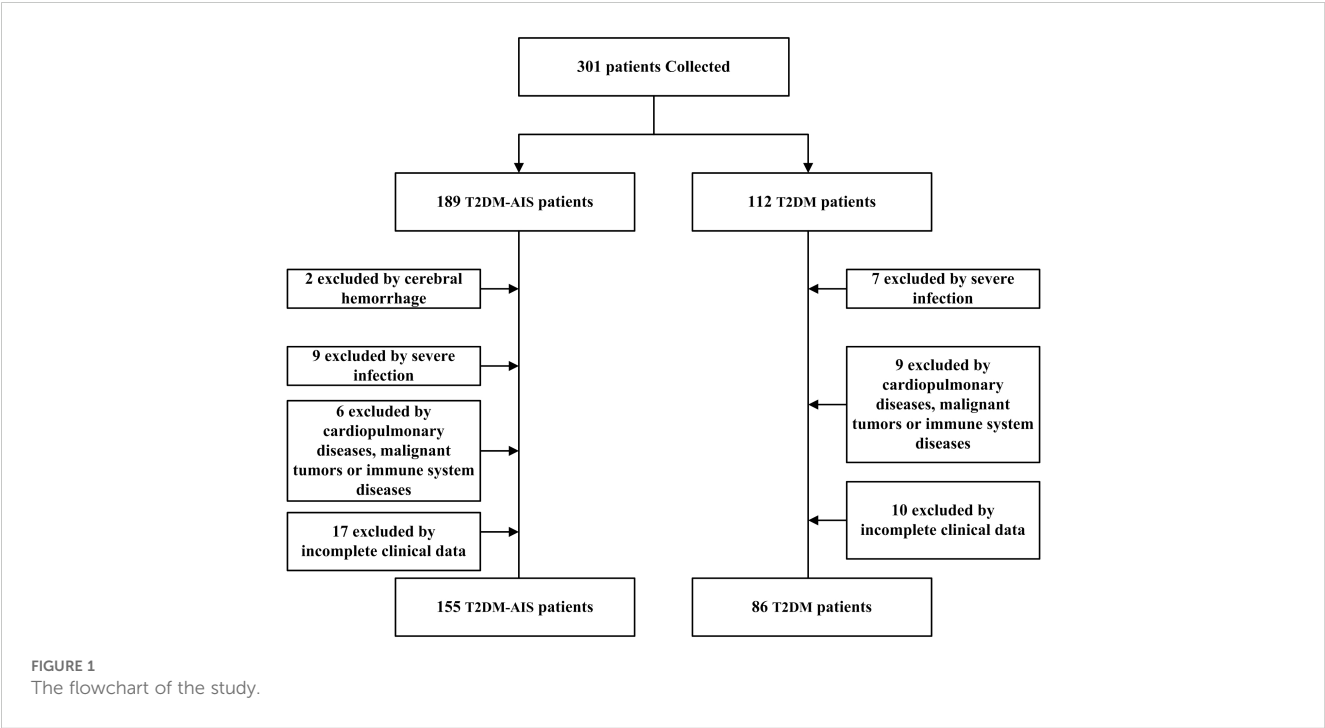 301 patients Collected
189 T2DM-AIS patients
112 T2DM patients
2 excluded by cerebral
hemorrhage
7 excluded by severe
infection
9 excluded by severe
infection
9 excluded by
cardiopulmonary
diseases, malignant
tumors or immune system
diseases
6 excluded by
cardiopulmonary
diseases, malignant
tumors or immune system
diseases
10 excluded by
incomplete clinical data
17 excluded by
incomplete clinical data
155 T2DM-AIS patients
86 T2DM patients
FIGURE 1
The flowchart of the study.